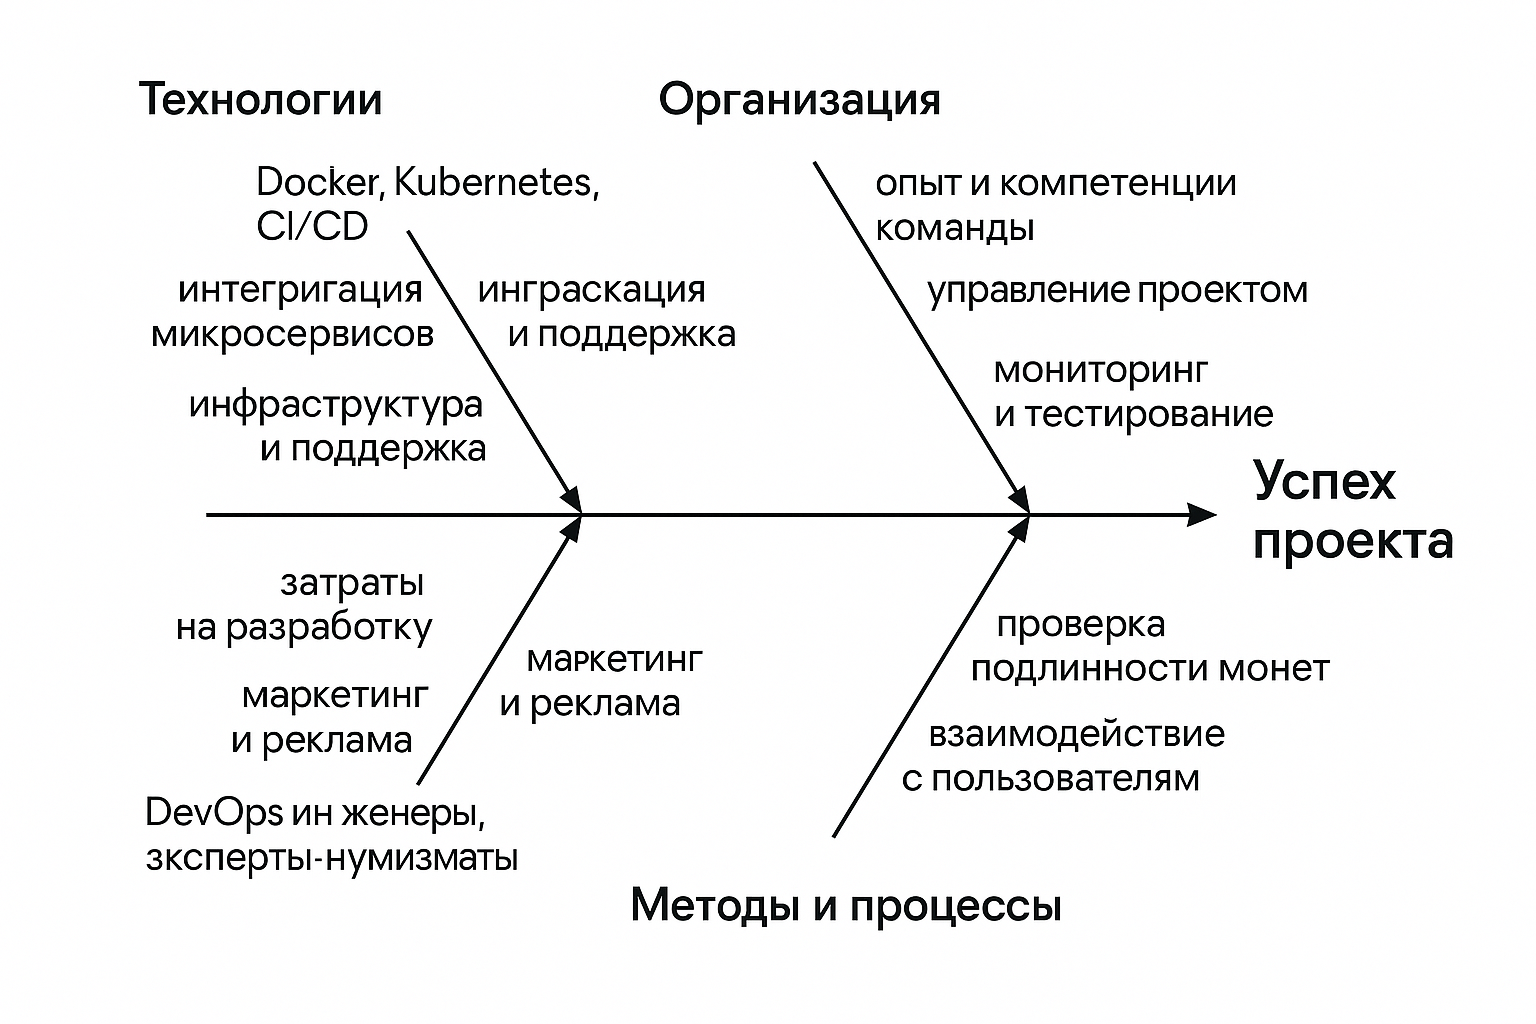 Технологии
Организация
Docker, Kubernetes,
CI/CD
интегригация
микросервисов
инграскация
и поддержка
инфраструктура
и поддержка
опыт и компетенции
команды
управление проектом
мониторинг
и тестирование
Успех
проекта
затраты
на разработку
маркетинг
и реклама
маркетинг
и реклама
DevOps ин женеры,
зксперты-нумизматы
проверка
подлинности монет
взаимодействие
с пользователям
Методы и процессы